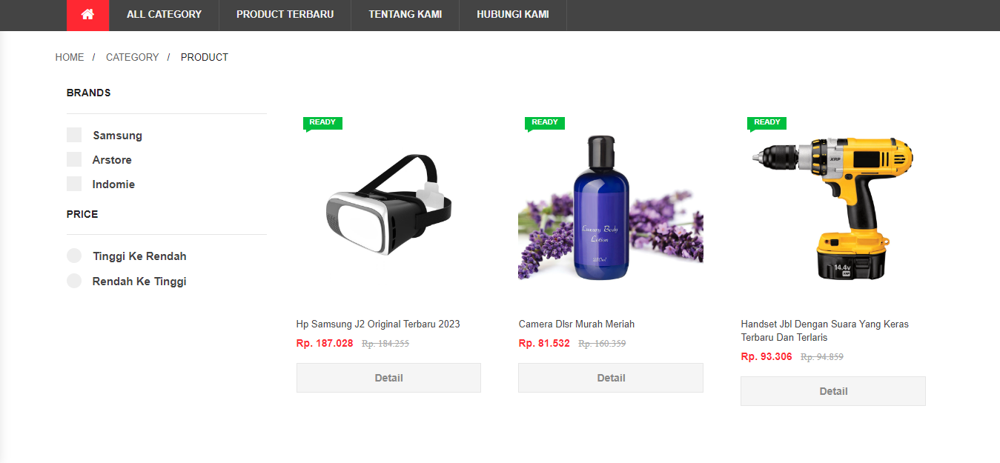 ALL CATEGORY PRODUCT TERBARU TENTANG KAMI HUBUNGI KAMI
HOME / CATEGORY / PRODUCT
BRANDS
Samsung
Arstore
Indomie
PRICE
Tinggi Ke Rendah
Rendah Ke Tinggi
READY
Hp Samsung J2 Original Terbaru 2023
Rp. 187.028 Rp. 184.255
Detail
READY
Luxury Body
Lotion
250ml
Camera Dlsr Murah Meriah
Rp. 81.532 Rp. 160.359
Detail
READY
XRP
14.4v
XRP
Handset Jbl Dengan Suara Yang Keras
Terbaru Dan Terlaris
Rp. 93.306 Rp. 94.859
Detail